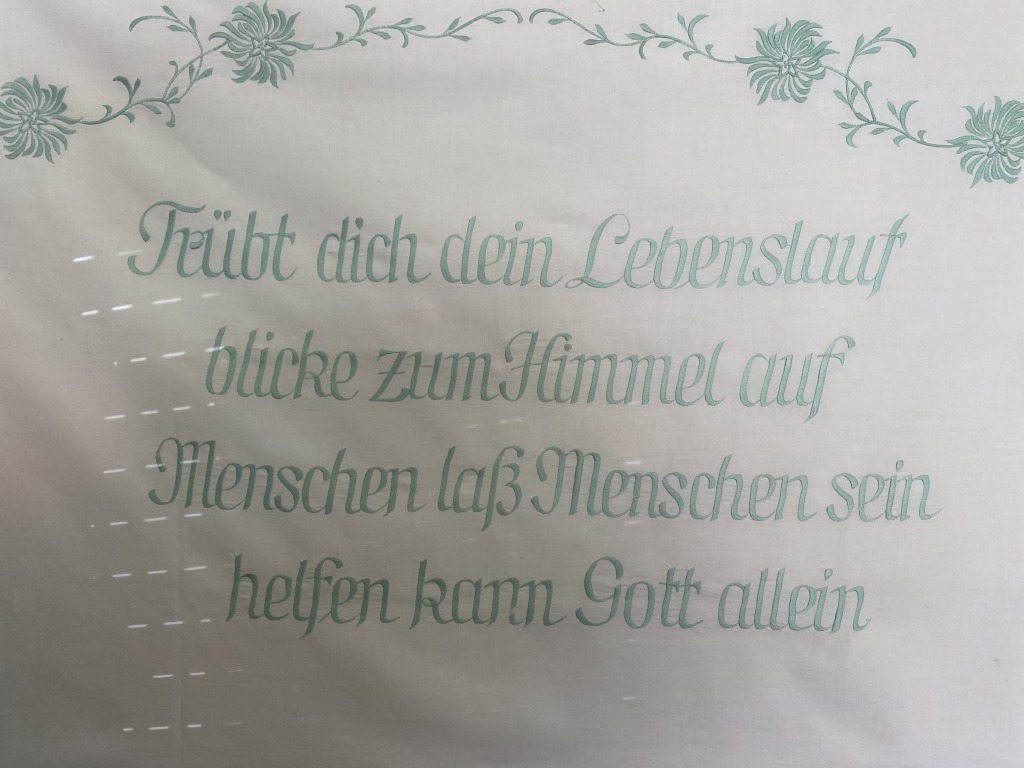 Trübt dich dein Lebenslauf
blicke zum Himmel auf
Menschen laß Menschen sein
helfen kann Gott allein